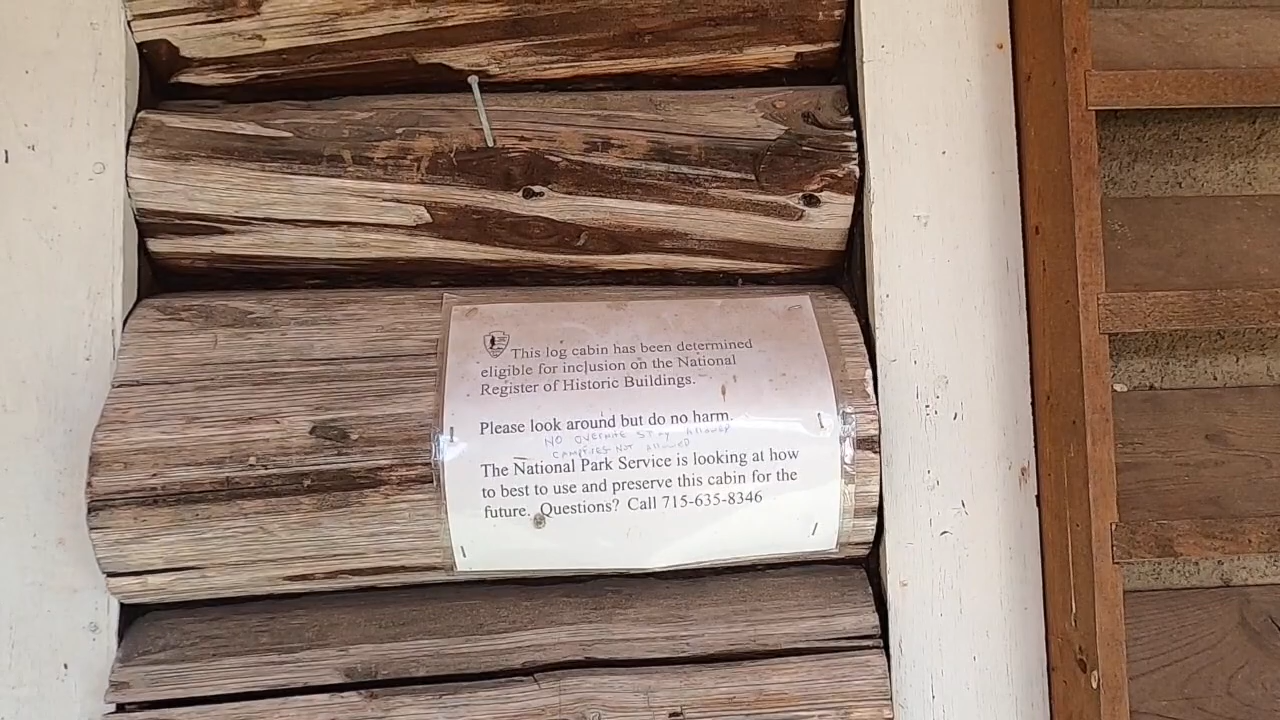 This log cabin has been determined
eligible for inclusion on the National
Register of Historic Buildings.
Please look around but do no harm.
NO OVERNITE STAY Allowed
CAMPfires Not Allowed
The National Park Service is looking at how
to best to use and preserve this cabin for the
future. Questions? Call 715-635-8346